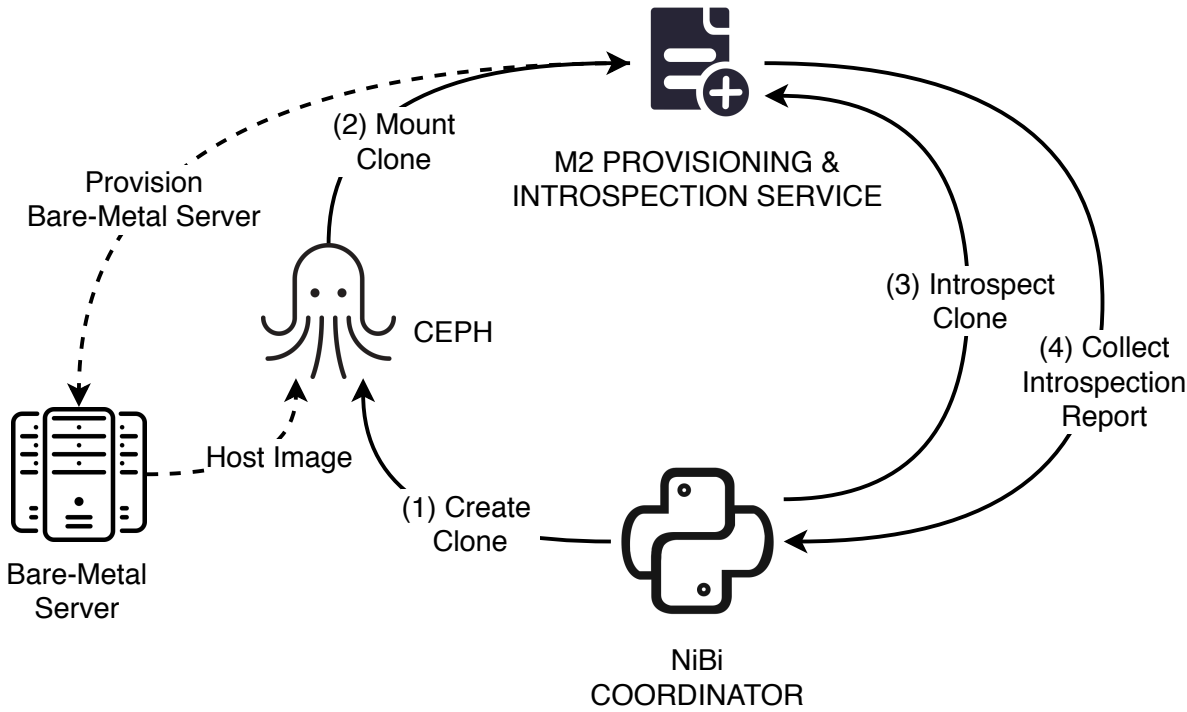 (2) Mount
Clone
M2 PROVISIONING &
INTROSPECTION SERVICE
Provision
Bare-Metal Server
(3) Introspect
Clone
CEPH
(4) Collect
Introspection
Report
Host Image
(1) Create
Clone
Bare-Metal
Server
NiBi
COORDINATOR